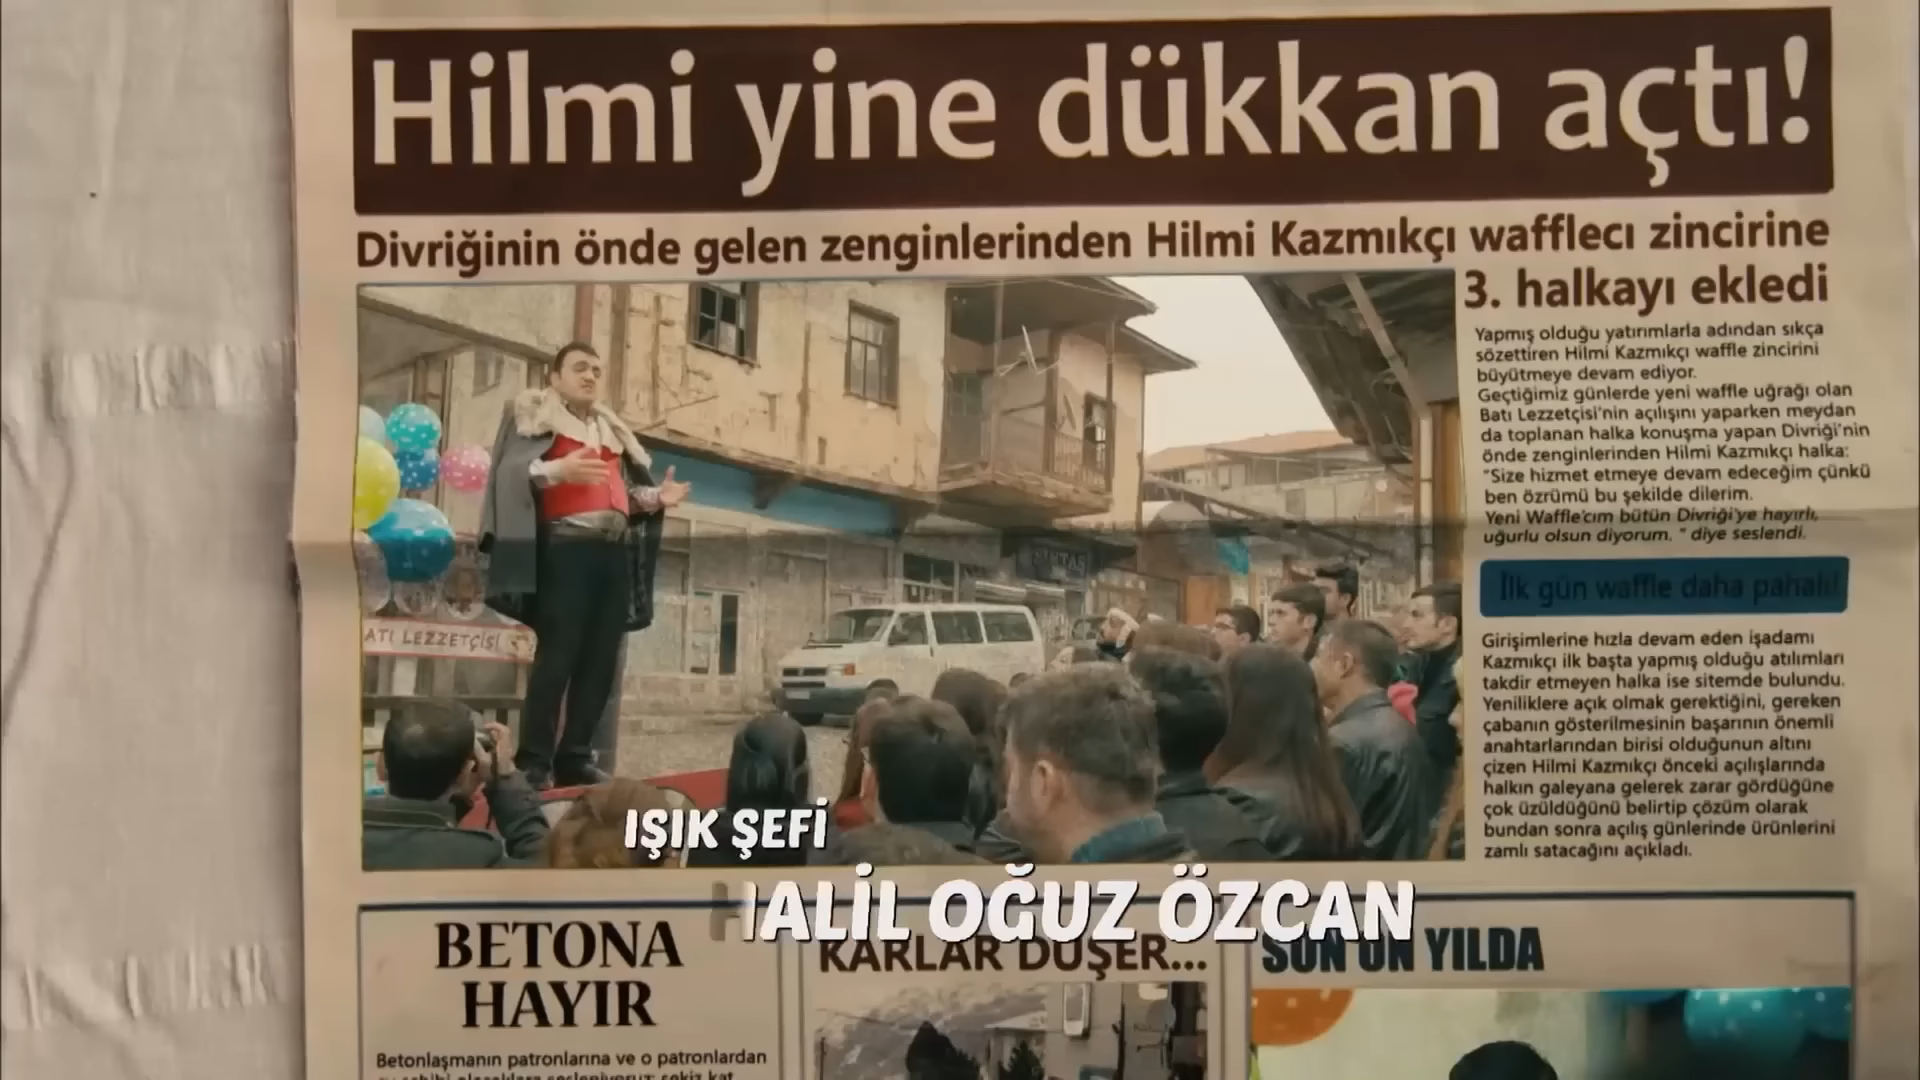 Hilmi yine dükkan açtı!
Divriğinin önde gelen zenginlerinden Hilmi Kazmıkçı wafflecı zincirine
3. halkayı ekledi
Yapmış olduğu yatırımlarla adından sıkça
sözettiren Hilmi Kazmıkçı waffle zincirini
büyütmeye devam ediyor.
Geçtiğimiz günlerde yeni waffle uğrağı olan
Batı Lezzetçisi'nin açılışını yaparken meydan
da toplanan halka konuşma yapan Divriği'nin
önde zenginlerinden Hilmi Kazmıkçı halka:
"Size hizmet etmeye devam edeceğim çünkü
ben özrümü bu şekilde dilerim.
Yeni Waffle'cım bütün Divriği'ye hayırlı,
uğurlu olsun diyorum. " diye seslendi.
İlk gün waffle daha pahalı!
Girişimlerine hızla devam eden işadamı
Kazmıkçı ilk başta yapmış olduğu atılımları
takdir etmeyen halka ise sitemde bulundu.
Yeniliklere açık olmak gerektiğini, gereken
çabanın gösterilmesinin başarının önemli
anahtarlarından birisi olduğunun altını
çizen Hilmi Kazmıkçı önceki açılışlarında
halkın galeyana gelerek zarar gördüğüne
çok üzüldüğünü belirtip çözüm olarak
bundan sonra açılış günlerinde ürünlerini
zamlı satacağını açıkladı.
ATI LEZZETÇİSİ
IŞIK ŞEFİ
HALİL OĞUZ ÖZCAN
BETONA
HAYIR
Betonlaşmanın patronlarına ve o patronlardan
KARLAR DÜŞER...
SON ON YILDA